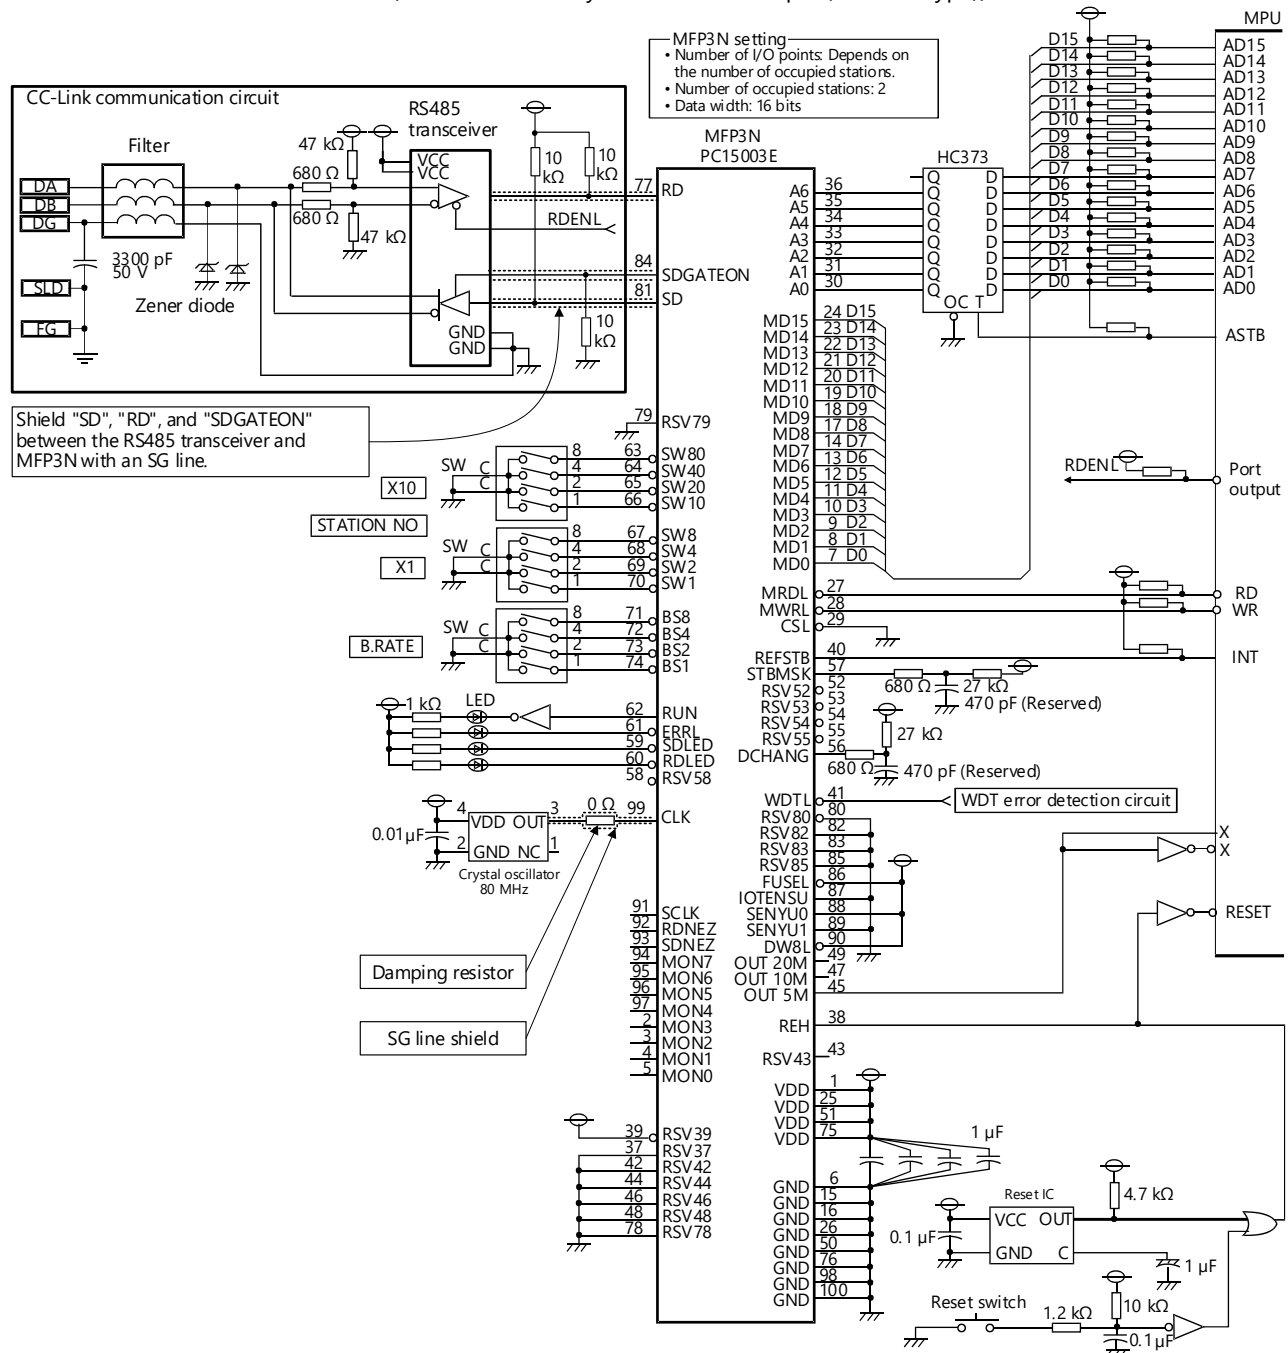 MFP3N setting
• Number of I/O points: Depends on
the number of occupied stations.
• Number of occupied stations: 2
• Data width: 16 bits
MPU
CC-Link communication circuit
RS485
transceiver
Filter
47 kΩ
680 Ω
VCC
VCC
10
kΩ
10
kΩ
DA
DB
DG
680 Ω
47 kΩ
RDENL
3300 pF
50 V
Zener diode
SLD
FG
GND
GND
10
kΩ
MFP3N
PC15003E
77 RD
84
SDGATEON
81
SD
Shield "SD", "RD", and "SDGATEON"
between the RS485 transceiver and
MFP3N with an SG line.
HC373
A6 36 Q D D7 AD7
A5 35 Q D D6 AD6
A4 34 Q D D5 AD5
A3 33 Q D D4 AD4
A2 32 Q D D3 AD3
A1 31 Q D D2 AD2
A0 30 Q D D1 AD1
Q D D0 AD0
OC T
D15 AD15
D14 AD14
D13 AD13
D12 AD12
D11 AD11
D10 AD10
D9 AD9
D8 AD8
ASTB
MD15 24 D15
MD14 23 D14
MD13 22 D13
MD12 21 D12
MD11 20 D11
MD10 19 D10
MD9 18 D9
MD8 17 D8
MD7 14 D7
MD6 13 D6
MD5 12 D5
MD4 11 D4
MD3 10 D3
MD2 9 D2
MD1 8 D1
MD0 7 D0
RDENL
Port
output
79 RSV79
X10
SW C
C
8 63 SW80
4 64 SW40
2 65 SW20
1 66 SW10
STATION NO
X1
SW C
C
8 67 SW8
4 68 SW4
2 69 SW2
1 70 SW1
B.RATE
SW C
C
8 71 BS8
4 72 BS4
2 73 BS2
1 74 BS1
MRDL 27 RD
MWRL 28 WR
CSL 29
REFSTB 40 INT
STBMSK 57
680 Ω 27 kΩ
470 pF (Reserved)
RSV52 52
RSV53 53
RSV54 54
RSV55 55
DCHANG 56
27 kΩ
680 Ω 470 pF (Reserved)
1 kΩ LED
62 RUN
61 ERRL
59 SDLED
60 RDLED
58 RSV58
0.01 µF
4 VDD OUT 3
2 GND NC 1
0 Ω
99 CLK
Crystal oscillator
80 MHz
WDTL 41 WDT error detection circuit
RSV80 80
RSV82 82
RSV83 83
RSV85 85
FUSEL 86
IOTENSU 87
SENYU0 88
SENYU1 89
DW8L 90
OUT 20M 49
OUT 10M 47
OUT 5M 45
X
X
RESET
REH 38
RSV43 43
91 SCLK
92 RDNEZ
93 SDNEZ
94 MON7
95 MON6
96 MON5
97 MON4
2 MON3
3 MON2
4 MON1
5 MON0
Damping resistor
SG line shield
VDD 1
VDD 25
VDD 51
VDD 75
1 µF
39 RSV39
37 RSV37
42 RSV42
44 RSV44
46 RSV46
48 RSV48
78 RSV78
GND 6
GND 15
GND 16
GND 26
GND 50
GND 76
GND 98
GND 100
Reset IC
4.7 kΩ
VCC OUT
0.1 µF
GND C
1 µF
Reset switch
1.2 kΩ
10 kΩ
0.1 µF